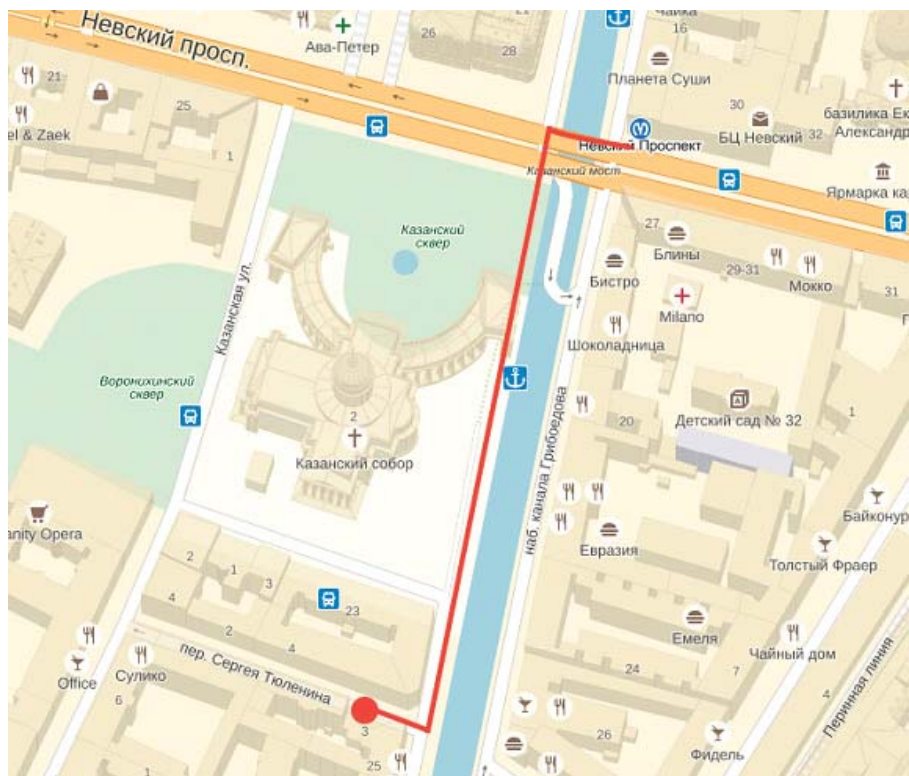 Чайка
16
21
Невский просп.
Ава-Петер
26
28
Планета Суши
21
25
30
БЦ Невский
32
базилика Ек
Александр
el & Zaek
1
Невский Проспект
Казанский мост
Ярмарка кар
27
Блины
Казанский
сквер
29-31
Мокко
31
Бистро
Казанская ул.
Milano
Шоколадница
Воронихинский
сквер
2
Казанский собор
20
Детский сад № 32
1
наб. канала Грибоедова
Байконур
anity Opera
Евразия
Толстый Фраер
2
1
3
4
23
2
4
Емеля
Чайный дом
пер. Сергея Тюленина
Office
Сулико
6
24
7
4
Перинная линия
3
26
Фидель
1
25